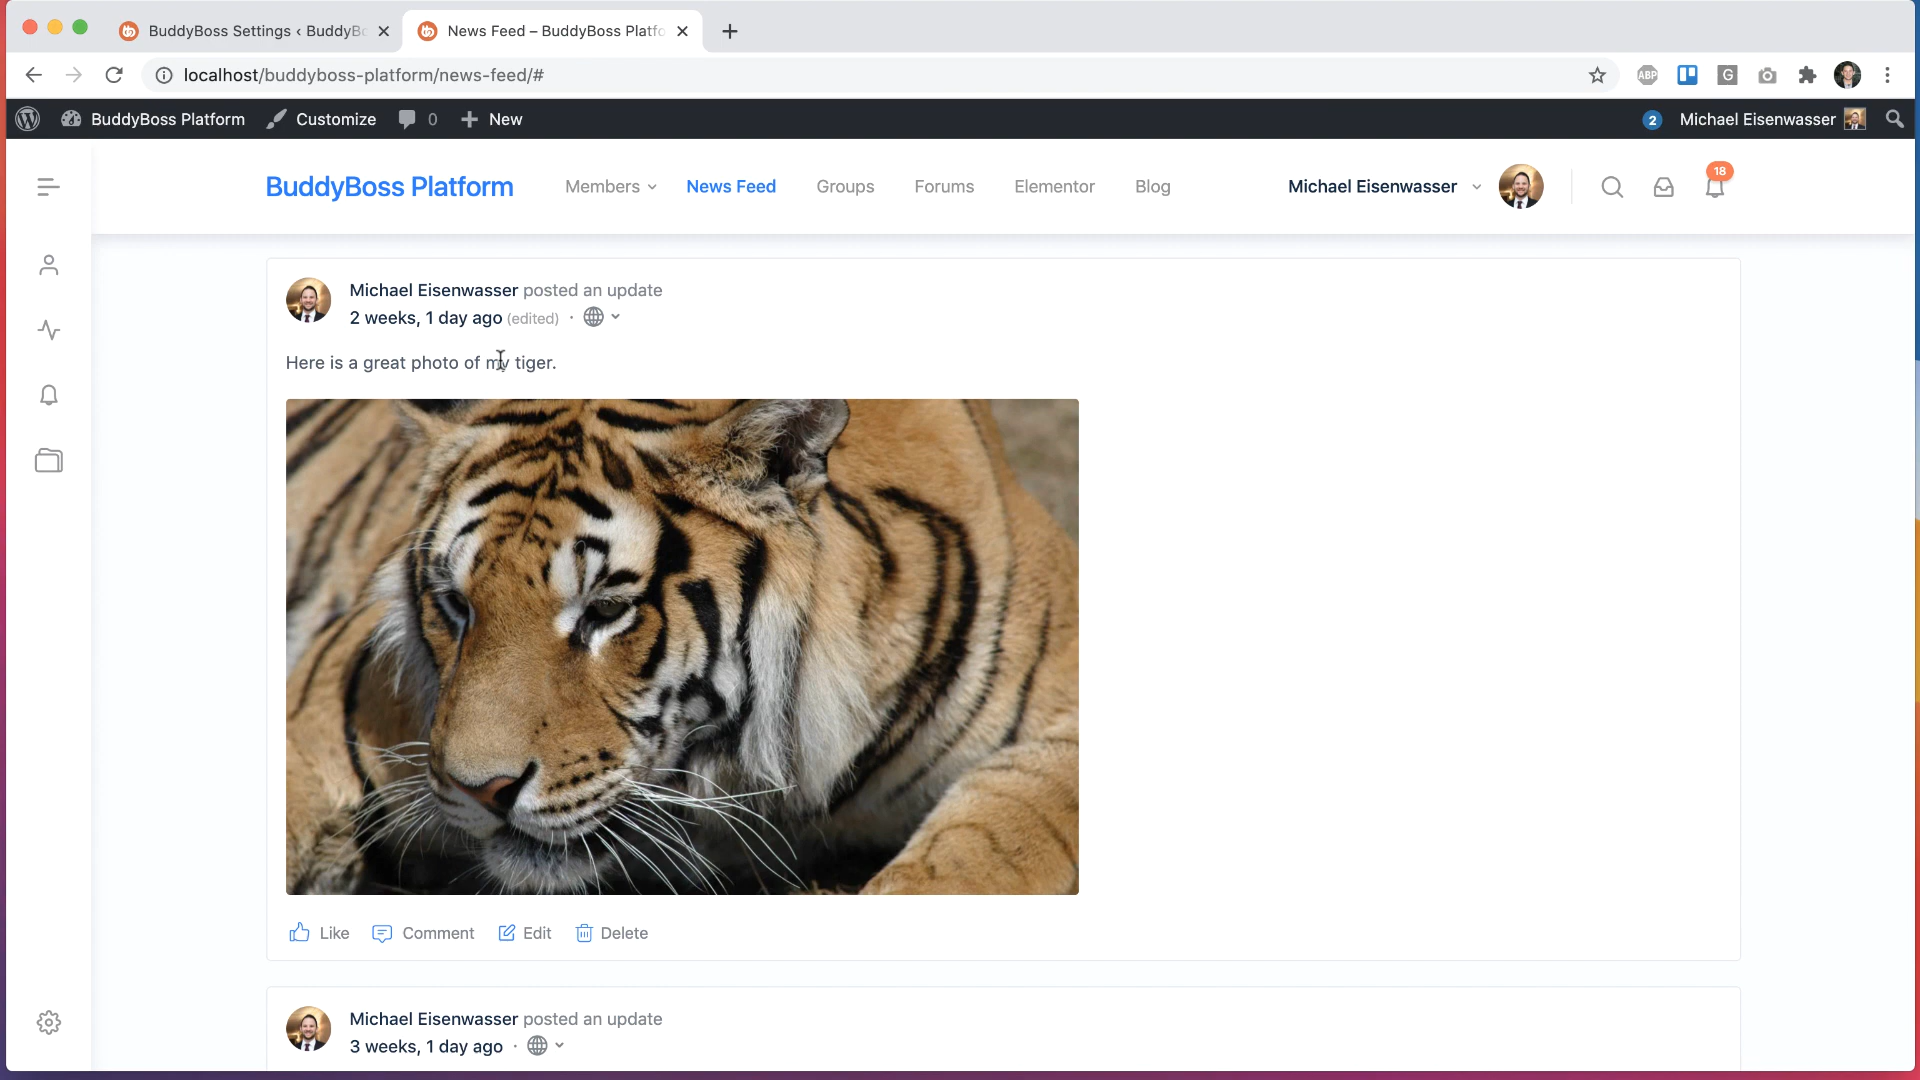 BuddyBoss Settings ‹ BuddyBo
News Feed – BuddyBoss Platfo
localhost/buddyboss-platform/news-feed/#
ABP
G
BuddyBoss Platform
Customize
0
New
2
Michael Eisenwasser
BuddyBoss Platform
Members
News Feed
Groups
Forums
Elementor
Blog
Michael Eisenwasser
18
Michael Eisenwasser posted an update
2 weeks, 1 day ago (edited) ·
Here is a great photo of my tiger.
Like
Comment
Edit
Delete
Michael Eisenwasser posted an update
3 weeks, 1 day ago ·